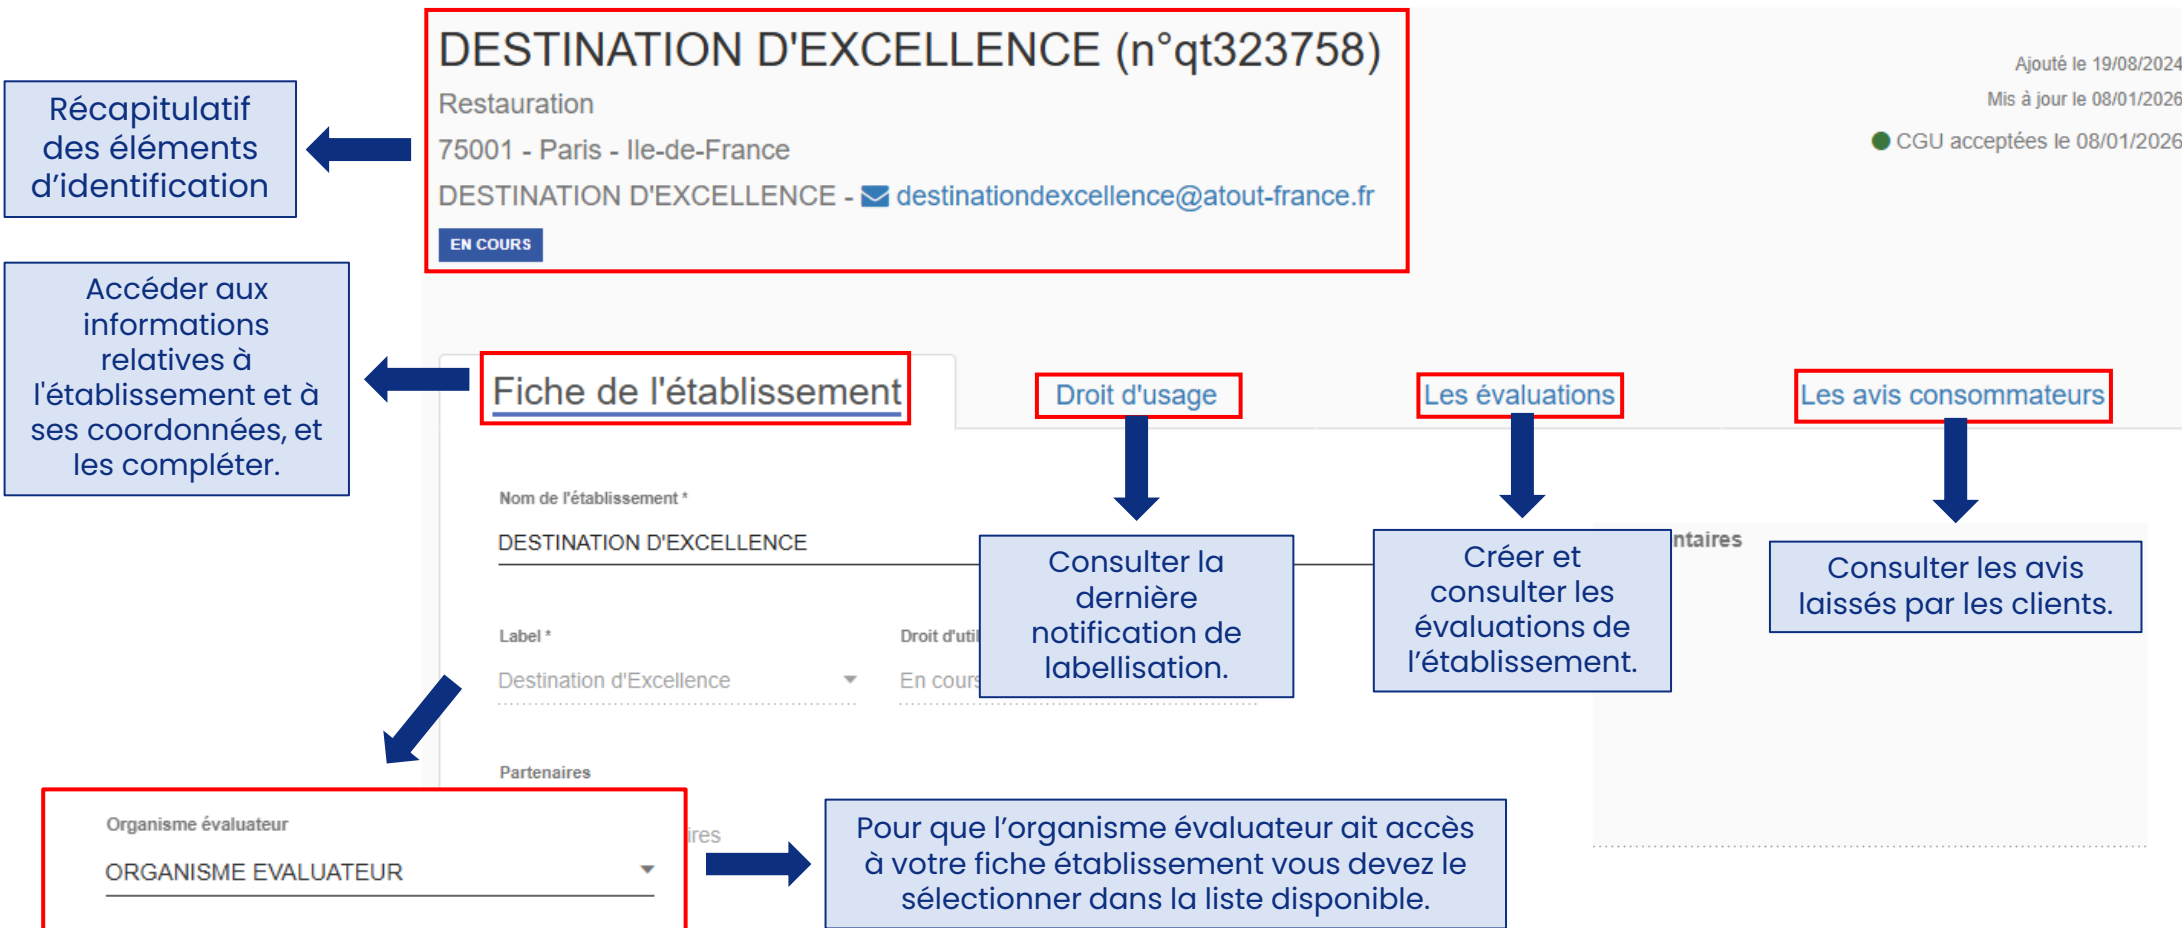 DESTINATION D'EXCELLENCE (n°qt323758)
Restauration
75001 - Paris - Ile-de-France
DESTINATION D'EXCELLENCE - destinationdexcellence@atout-france.fr
EN COURS
Ajouté le 19/08/2024
Mis à jour le 08/01/2026
CGU acceptées le 08/01/2026
Récapitulatif
des éléments
d'identification
Accéder aux
informations
relatives à
l'établissement et à
ses coordonnées, et
les compléter.
Fiche de l'établissement
Droit d'usage
Les évaluations
Les avis consommateurs
Nom de l'établissement *
DESTINATION D'EXCELLENCE
Consulter la
dernière
notification de
labellisation.
Créer et
consulter les
évaluations de
l'établissement.
ntaires
Consulter les avis
laissés par les clients.
Label *
Destination d'Excellence
Droit d'util
En cours
Partenaires
ires
Organisme évaluateur
ORGANISME EVALUATEUR
Pour que l'organisme évaluateur ait accès
à votre fiche établissement vous devez le
sélectionner dans la liste disponible.